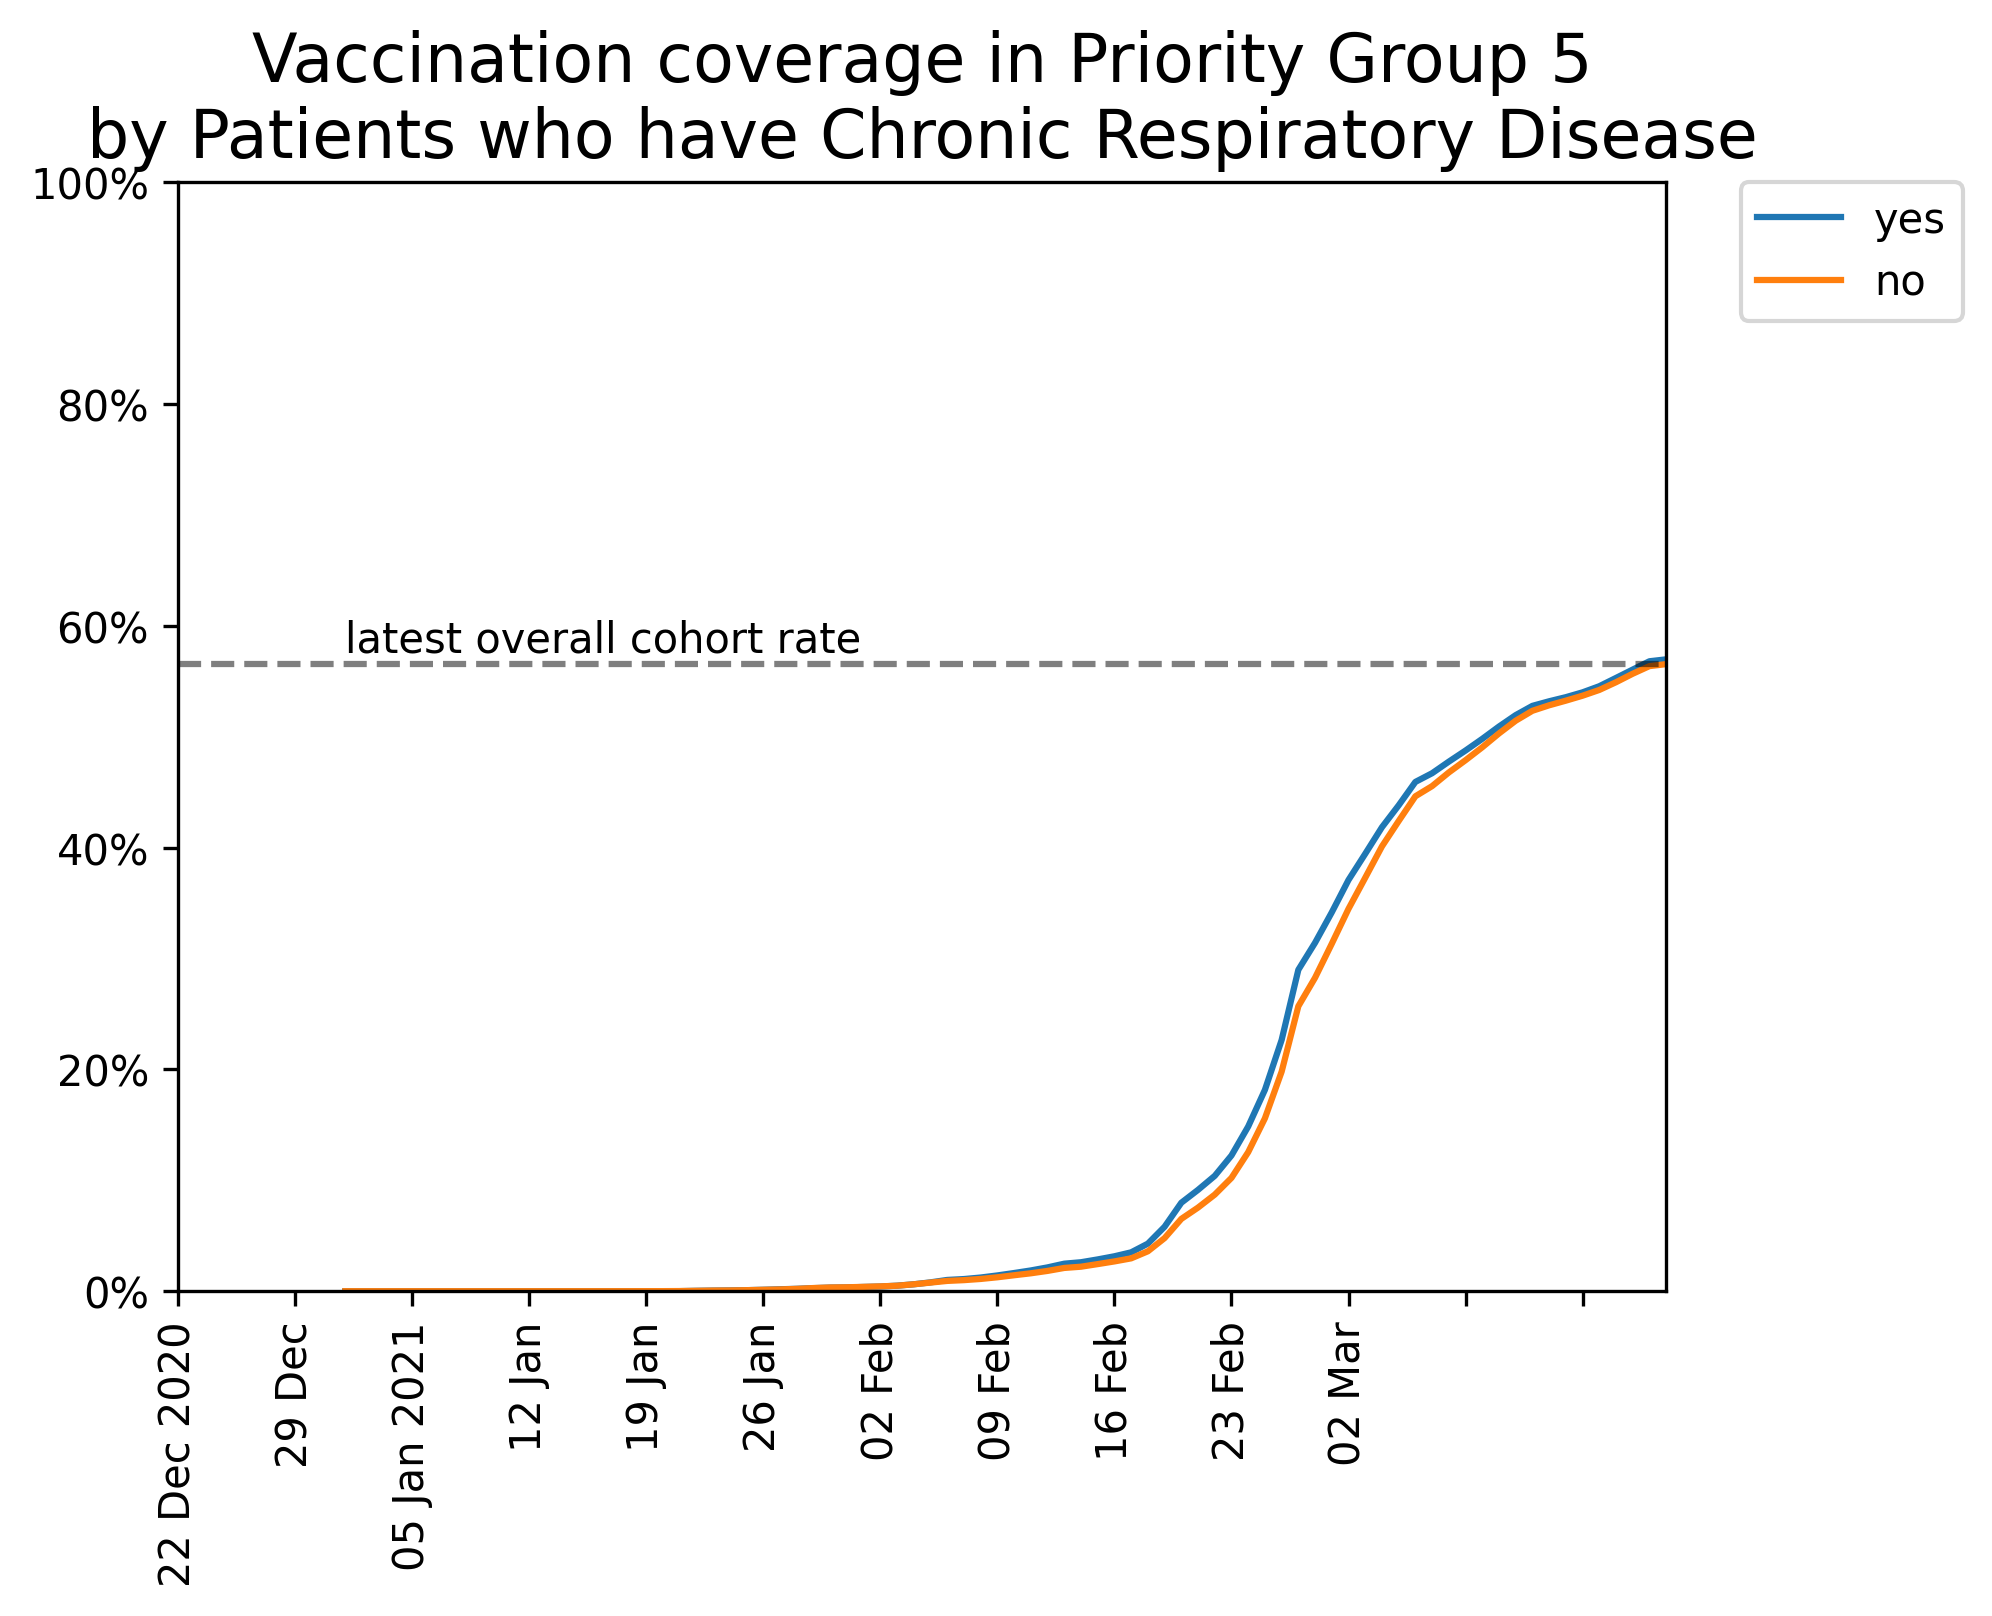 Vaccination coverage in Priority Group 5
by Patients who have Chronic Respiratory Disease
100%
80%
60%
40%
20%
0%
latest overall cohort rate
yes
no
22 Dec 2020
29 Dec
05 Jan 2021
12 Jan
19 Jan
26 Jan
02 Feb
09 Feb
16 Feb
23 Feb
02 Mar